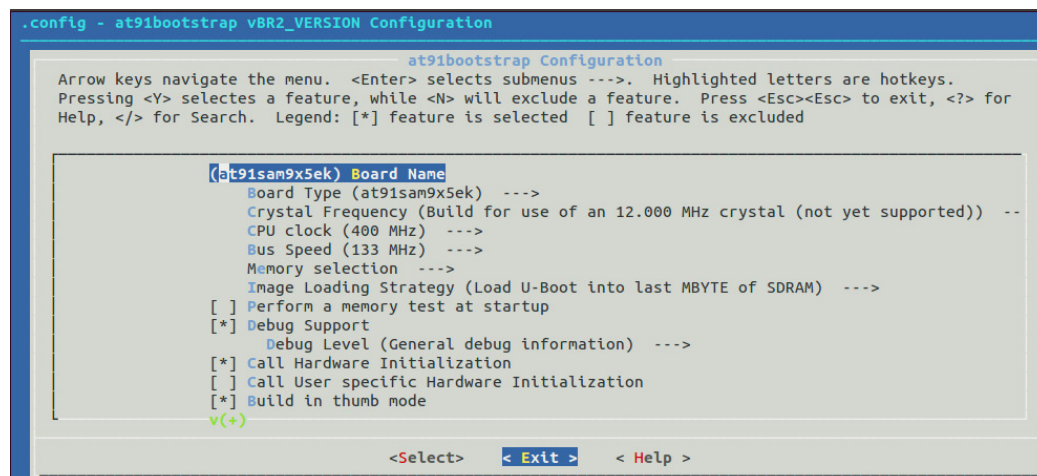 .config - at91bootstrap vBR2_VERSION Configuration
at91bootstrap Configuration
Arrow keys navigate the menu.  <Enter> selects submenus --->.  Highlighted letters are hotkeys.
Pressing <Y> selectes a feature, while <N> will exclude a feature.  Press <Esc><Esc> to exit, <?> for
Help, </> for Search.  Legend: [*] feature is selected  [ ] feature is excluded
(at91sam9x5ek) Board Name
Board Type (at91sam9x5ek)  --->
Crystal Frequency (Build for use of an 12.000 MHz crystal (not yet supported))  --
CPU clock (400 MHz)  --->
Bus Speed (133 MHz)  --->
Memory selection  --->
Image Loading Strategy (Load U-Boot into last MBYTE of SDRAM)  --->
[ ] Perform a memory test at startup
[*] Debug Support
Debug Level (General debug information)  --->
[*] Call Hardware Initialization
[ ] Call User specific Hardware Initialization
[*] Build in thumb mode
v(+)
<Select>    < Exit >    < Help >